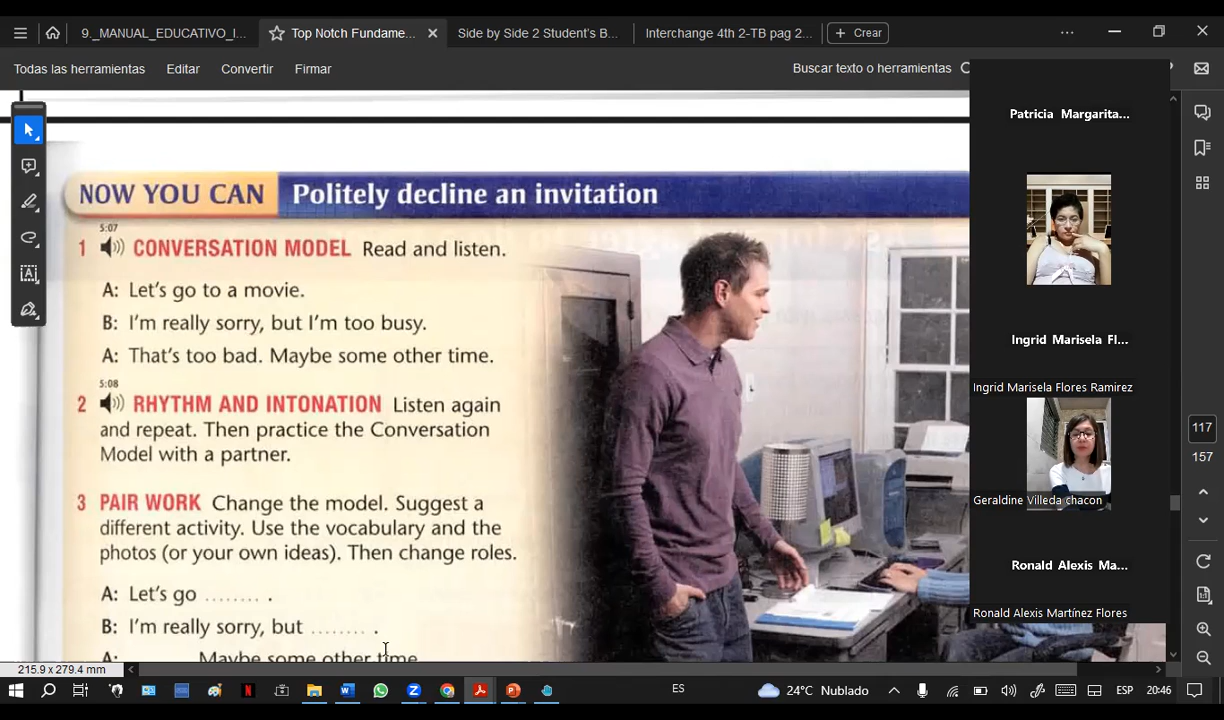 9._MANUAL_EDUCATIVO_I...
Top Notch Fundame...
Side by Side 2 Student's B...
Interchange 4th 2-TB pag 2...
Crear
Todas las herramientas
Editar
Convertir
Firmar
Buscar texto o herramientas
NOW YOU CAN Politely decline an invitation
5:07
1 CONVERSATION MODEL Read and listen.
A: Let's go to a movie.
B: I'm really sorry, but I'm too busy.
A: That's too bad. Maybe some other time.
5:08
2 RHYTHM AND INTONATION Listen again
and repeat. Then practice the Conversation
Model with a partner.
3 PAIR WORK Change the model. Suggest a
different activity. Use the vocabulary and the
photos (or your own ideas). Then change roles.
A: Let's go ........ .
B: I'm really sorry, but ........ .
A: Maybe some other time
Patricia Margarita...
Ingrid Marisela Fl...
Ingrid Marisela Flores Ramirez
Geraldine Villeda chacon
Ronald Alexis Ma...
Ronald Alexis Martínez Flores
117
157
215.9 x 279.4 mm
ES
24°C Nublado
ESP
20:46